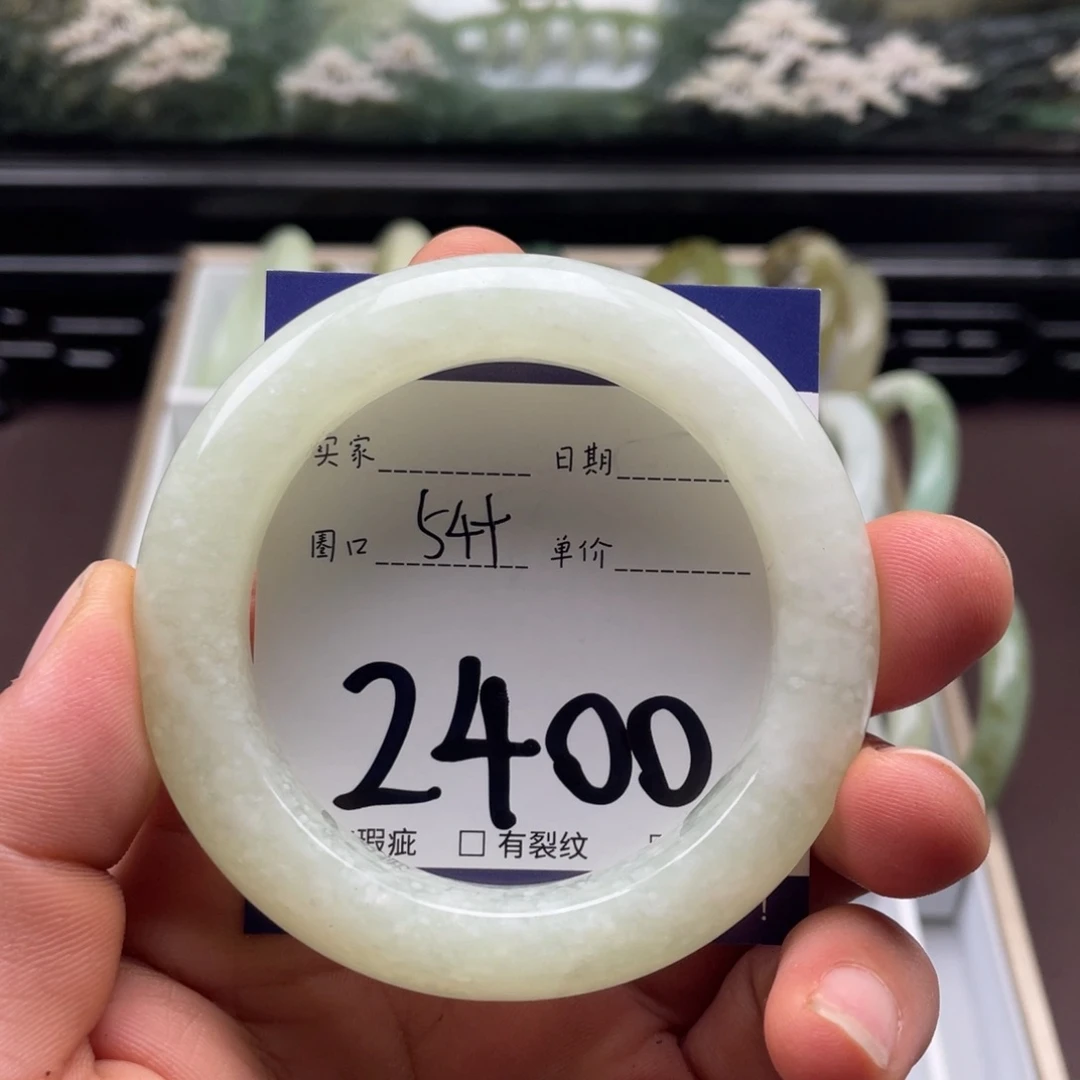 买家 日期
圈口 54+ 单价
2400
瑕疵 □ 有裂纹 □
!